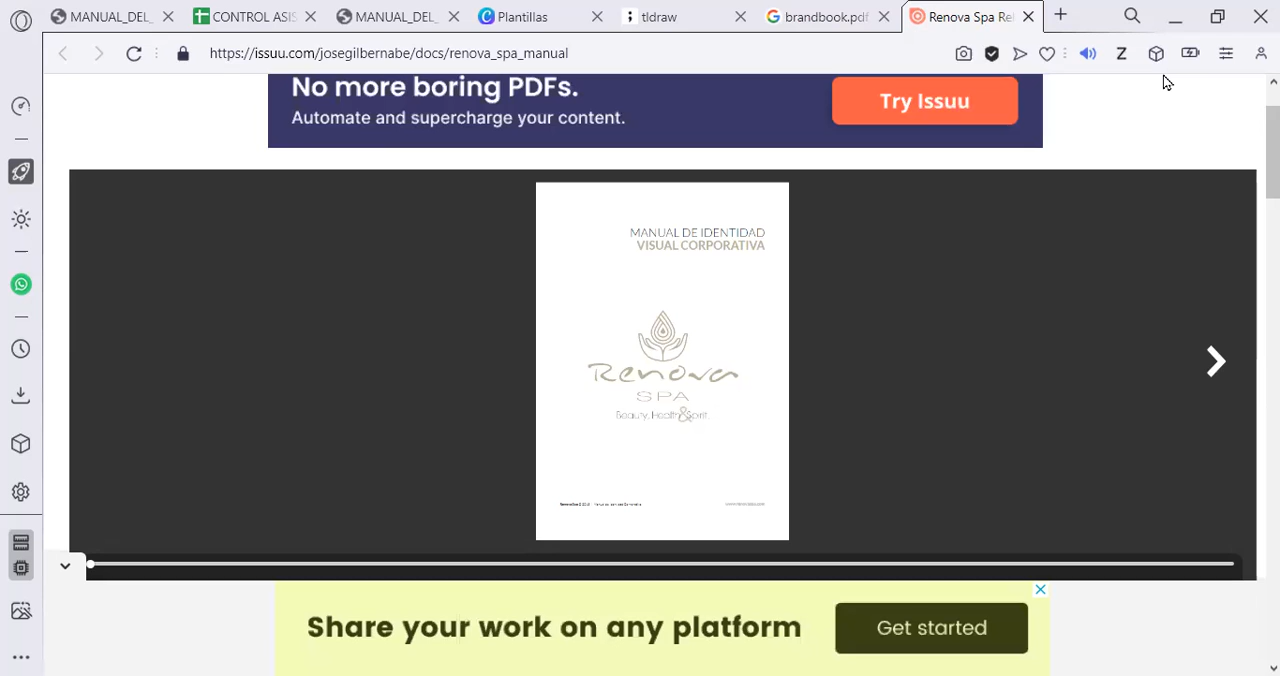 MANUAL_DEL_
CONTROL ASIS
MANUAL_DEL_
Plantillas
tldraw
brandbook.pdf
Renova Spa Rel
https://issuu.com/josegilbernabe/docs/renova_spa_manual
Z
No more boring PDFs.
Automate and supercharge your content.
Try Issuu
MANUAL DE IDENTIDAD
VISUAL CORPORATIVA
Renova
SPA
Beauty, Health & Spirit.
Share your work on any platform
Get started